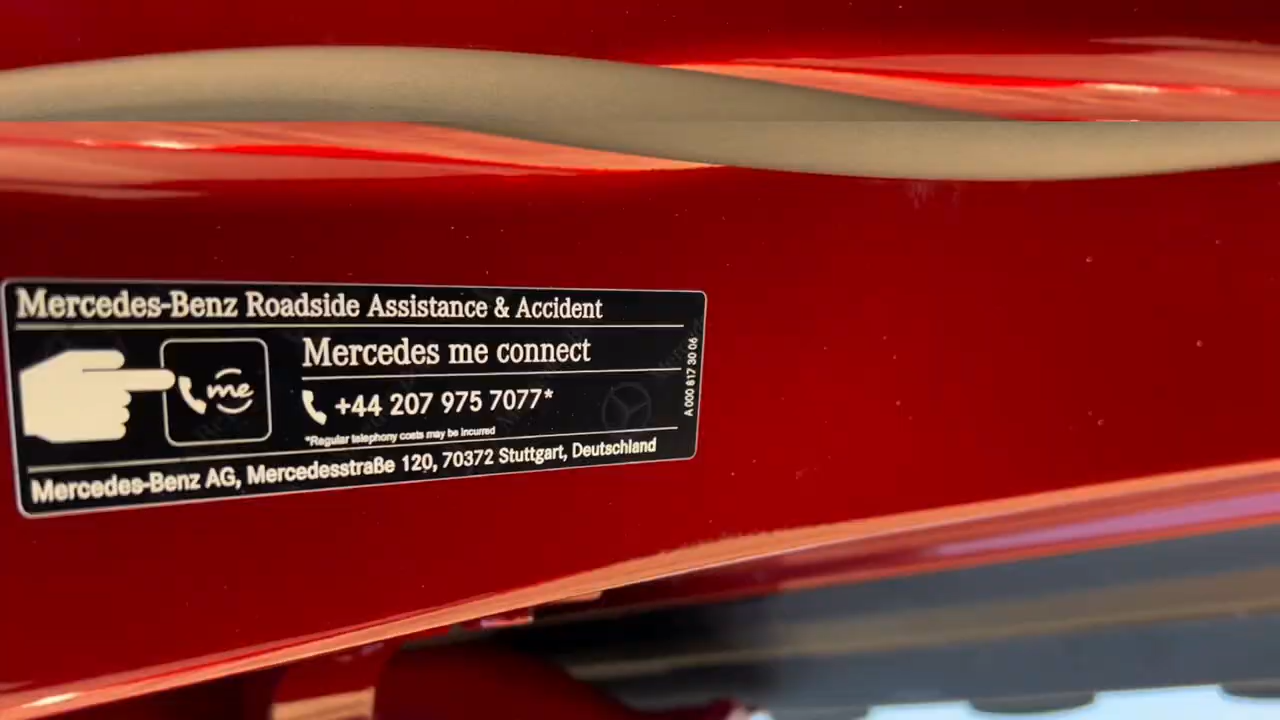 Mercedes-Benz Roadside Assistance & Accident
me
Mercedes me connect
+44 207 975 7077*
*Regular telephony costs may be incurred
Mercedes-Benz AG, Mercedesstraße 120, 70372 Stuttgart, Deutschland
A 000 817 30 06